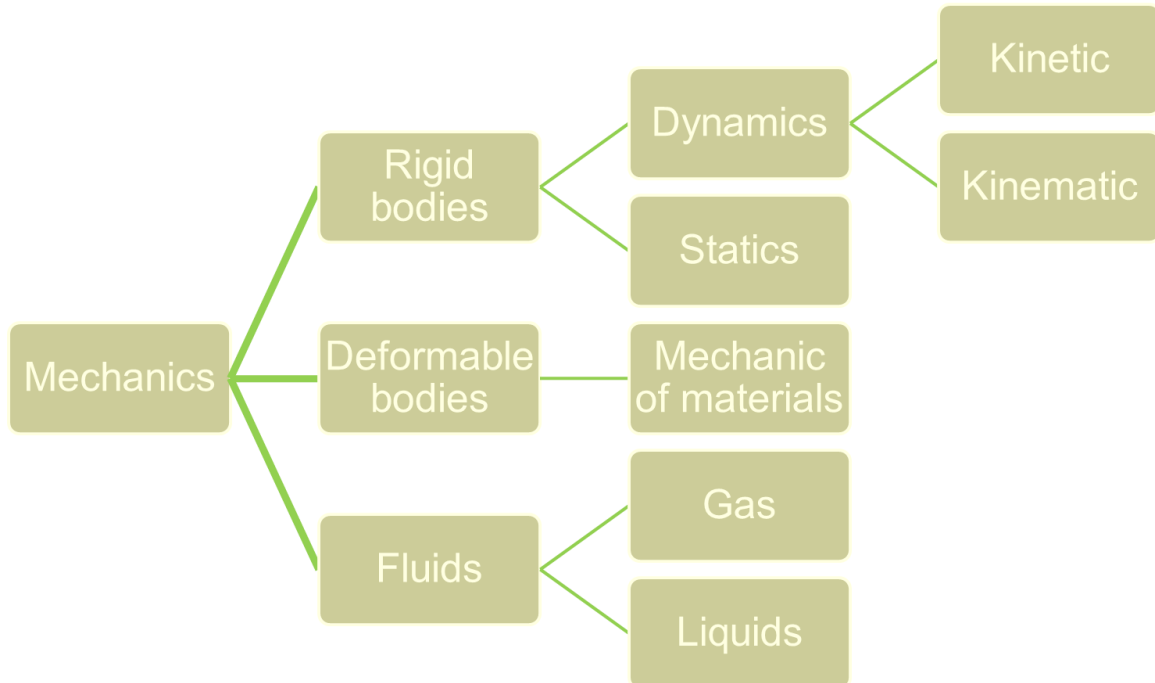 Mechanics
Rigid
bodies
Dynamics
Kinetic
Kinematic
Statics
Deformable
bodies
Mechanic
of materials
Fluids
Gas
Liquids